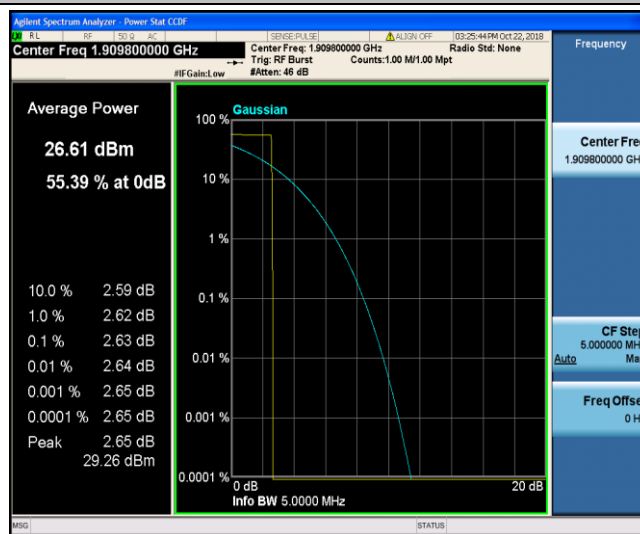 Agilent Spectrum Analyzer - Power Stat CCDF
RL RF 50 Ω AC SENSE:PULSE ALIGN OFF 03:25:44 PM Oct 22, 2018
Center Freq 1.909800000 GHz
Center Freq: 1.909800000 GHz Radio Std: None
Trig: RF Burst Counts:1.00 M/1.00 Mpt
#IFGain:Low #Atten: 46 dB
Frequency
Average Power
26.61 dBm
55.39 % at 0dB
10.0 % 2.59 dB
1.0 % 2.62 dB
0.1 % 2.63 dB
0.01 % 2.64 dB
0.001 % 2.65 dB
0.0001 % 2.65 dB
Peak 2.65 dB
29.26 dBm
Gaussian
100 %
10 %
1 %
0.1 %
0.01 %
0.001 %
0.0001 %
0 dB 20 dB
Info BW 5.0000 MHz
Center Fre
1.909800000 GH
CF Step
5.000000 MH
Auto Ma
Freq Offse
0 H
MSG STATUS